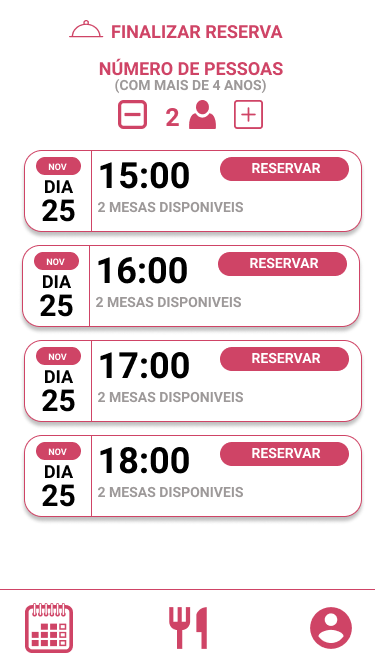 FINALIZAR RESERVA
NÚMERO DE PESSOAS
(COM MAIS DE 4 ANOS)
2
NOV
DIA
25
15:00
RESERVAR
2 MESAS DISPONIVEIS
NOV
DIA
25
16:00
RESERVAR
2 MESAS DISPONIVEIS
NOV
DIA
25
17:00
RESERVAR
2 MESAS DISPONIVEIS
NOV
DIA
25
18:00
RESERVAR
2 MESAS DISPONIVEIS